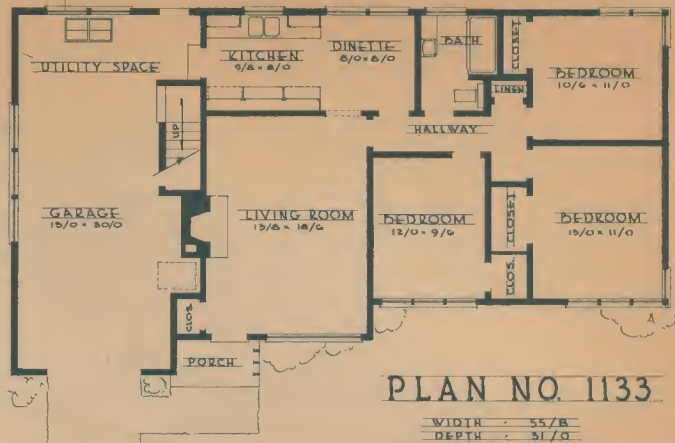 KITCHEN
9/8 × 8/0
DINETTE
8/0 × 8/0
BATH
CLOSET
BEDROOM
10/6 × 11/0
UTILITY SPACE
LINEN
UP
HALLWAY
GARAGE
13/0 × 30/0
LIVING ROOM
13/8 × 18/6
BEDROOM
12/0 × 9/6
CLOSET
BEDROOM
13/0 × 11/0
CLOS.
CLOS.
PORCH
PLAN NO. 1133
WIDTH - 55/8
DEPTH - 31/0